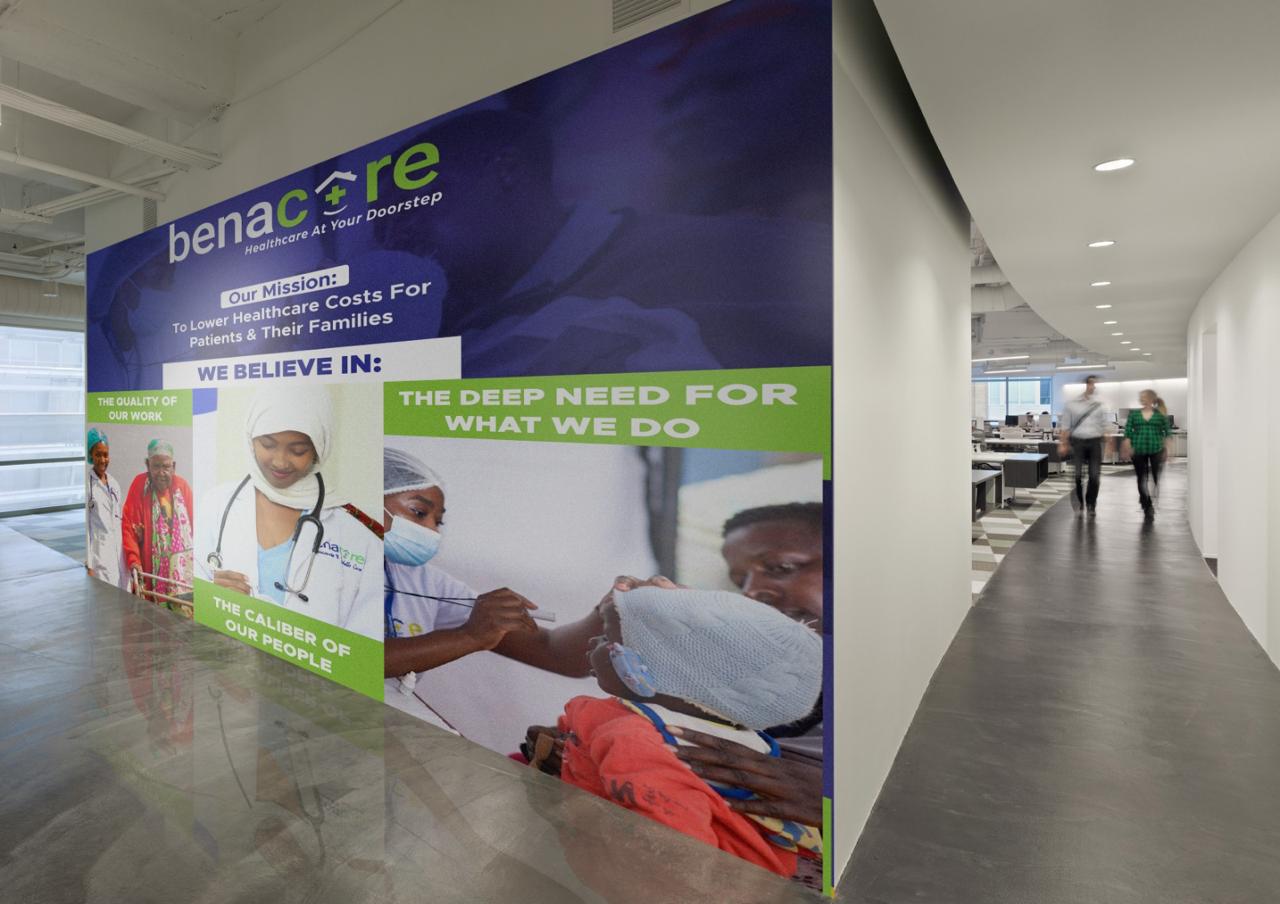 benacare
Healthcare At Your Doorstep
Our Mission:
To Lower Healthcare Costs For
Patients & Their Families
WE BELIEVE IN:
THE QUALITY OF
OUR WORK
THE DEEP NEED FOR
WHAT WE DO
THE CALIBER OF
OUR PEOPLE